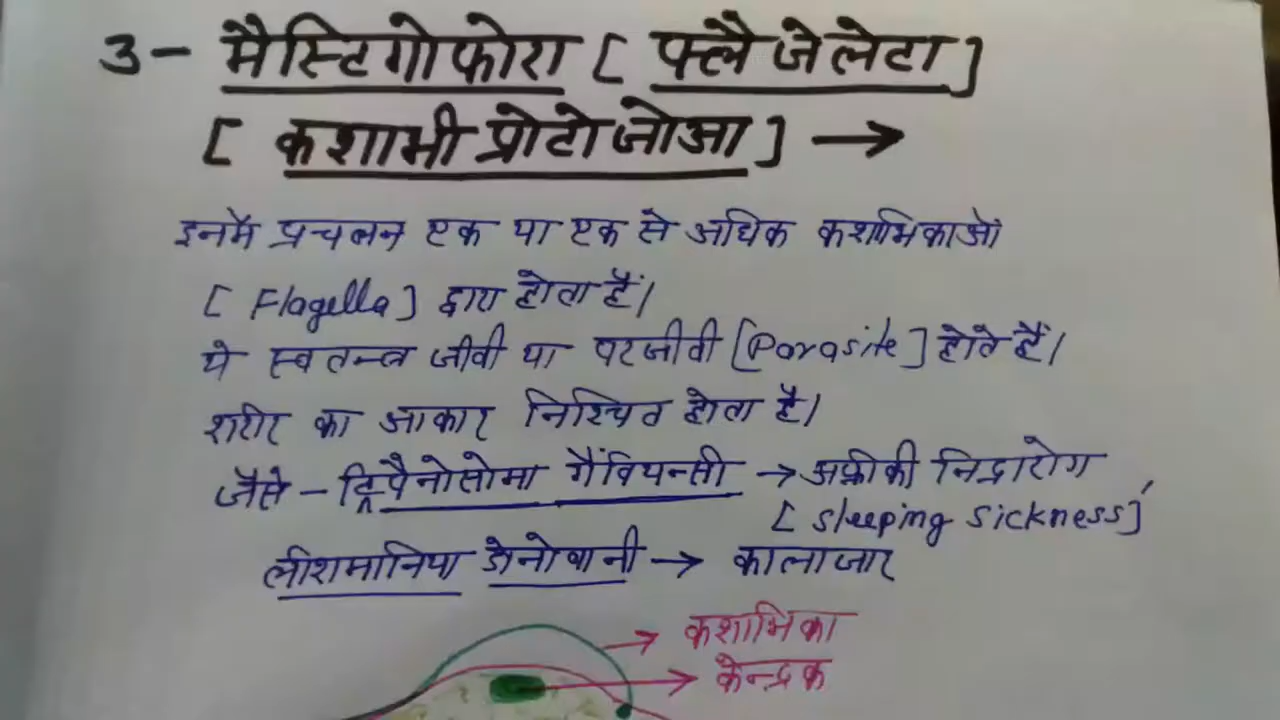 3- मैस्टिगोफोरा [ फ्लैजेलेटा ]
[ कशाभी प्रोटोजोआ ] →
इनमें प्रचलन एक या एक से अधिक कशाभिकाओं
[ Flagella ] द्वारा होता हैं।
ये स्वतन्त्र जीवी या परजीवी [Parasite] होते हैं।
शरीर का आकार निश्चित होता है।
जैसे - ट्रिपैनोसोमा गैंवियन्सी → अफ्रीकी निद्रारोग,
[ sleeping sickness ]
लीशमानिया डोनोवानी → कालाजार
→ कशाभिका
→ केन्द्रक